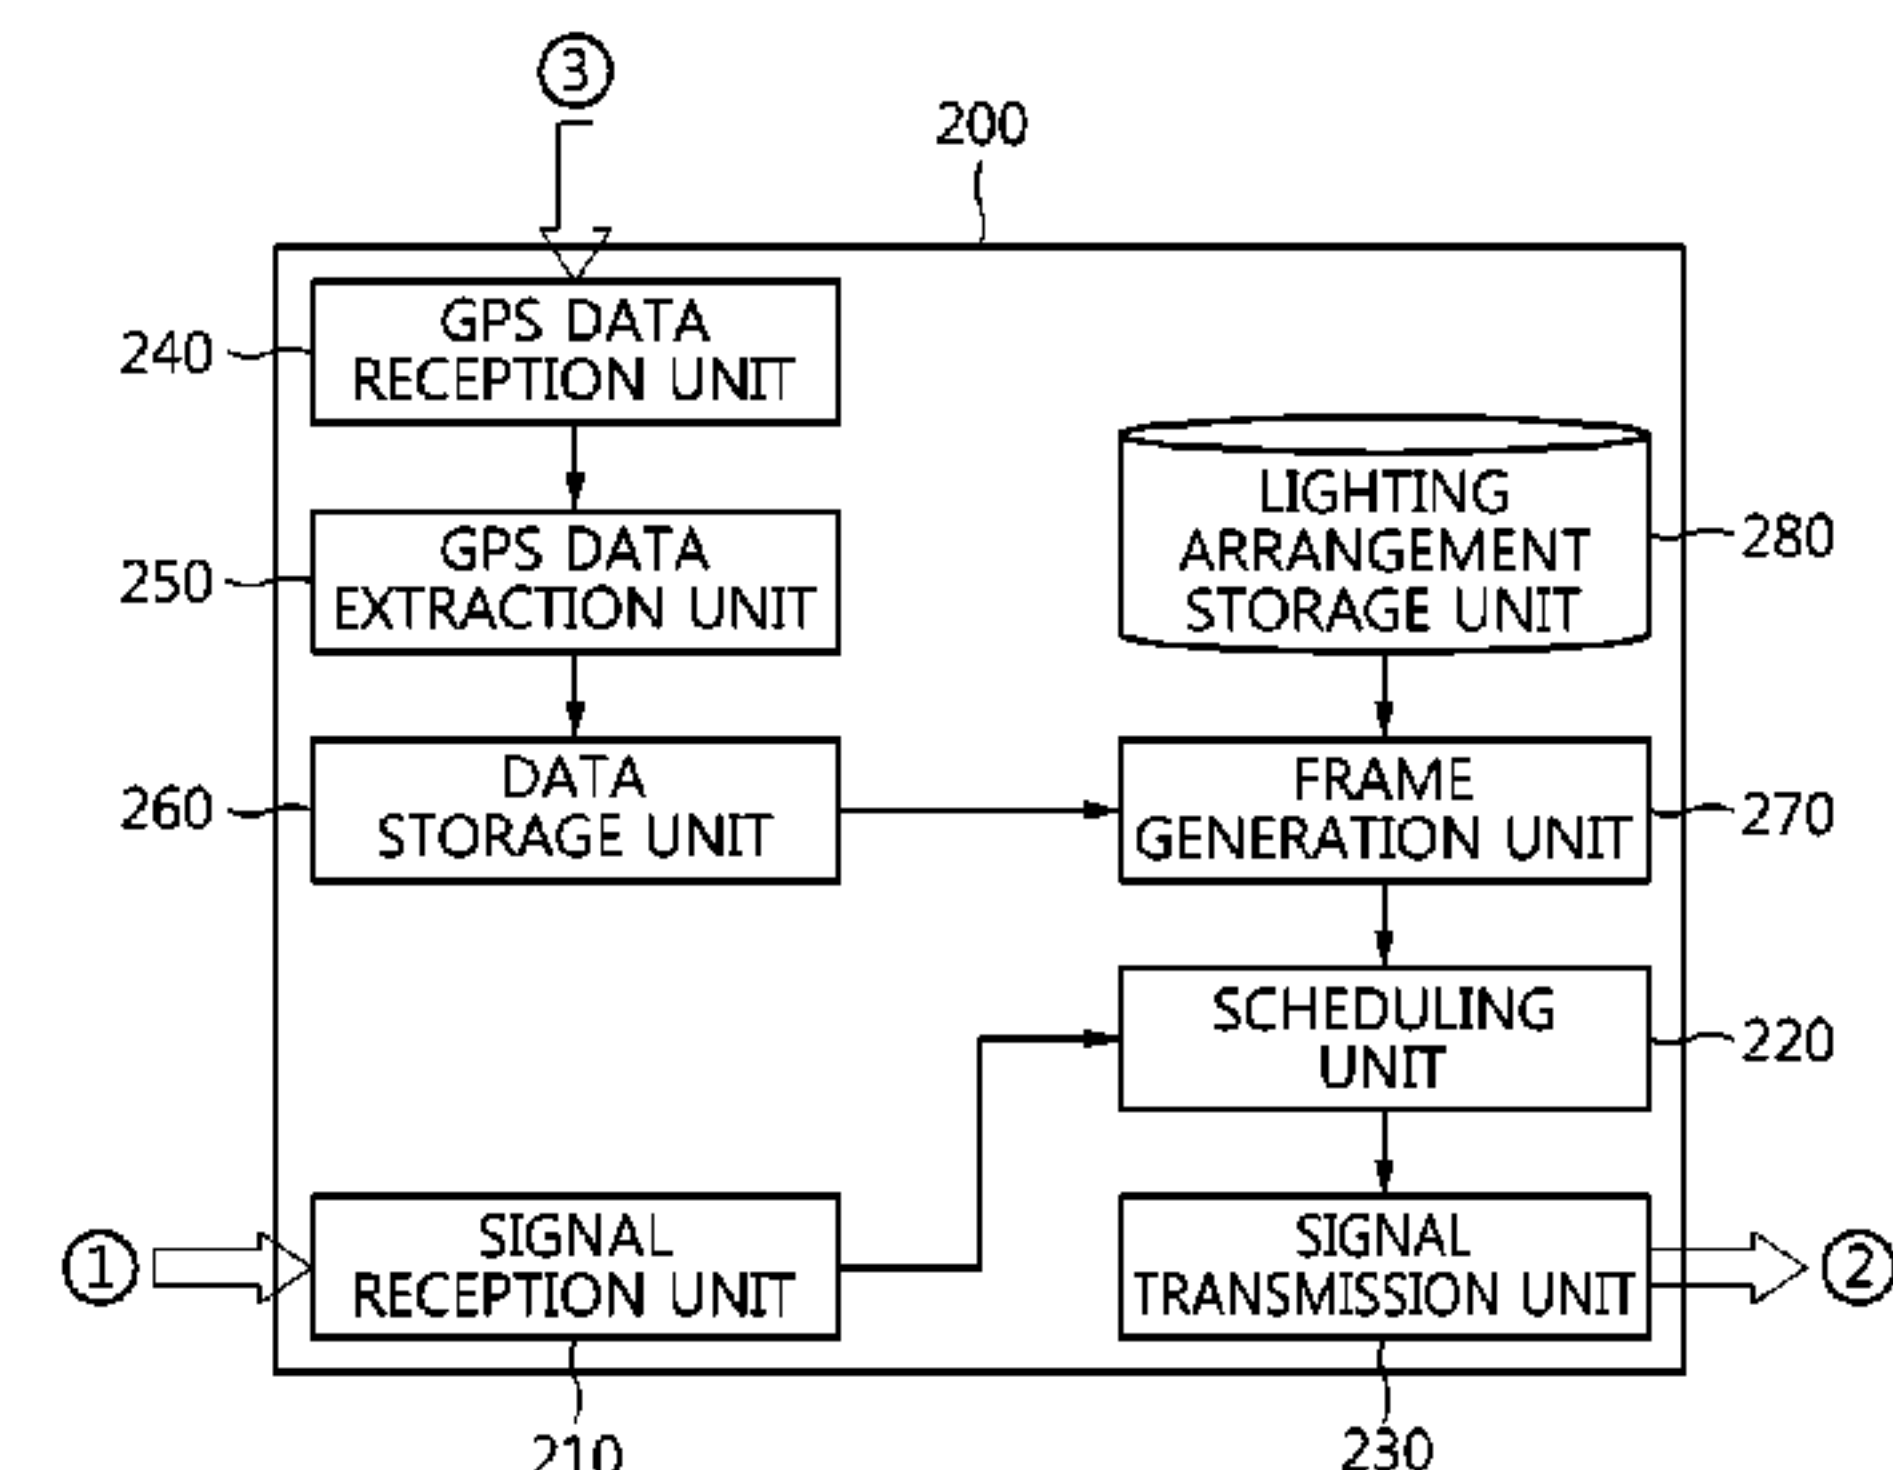 ③
200
GPS DATA
RECEPTION UNIT
240
LIGHTING
ARRANGEMENT
STORAGE UNIT
280
GPS DATA
EXTRACTION UNIT
250
DATA
STORAGE UNIT
260
FRAME
GENERATION UNIT
270
SCHEDULING
UNIT
220
①
SIGNAL
RECEPTION UNIT
SIGNAL
TRANSMISSION UNIT
②
210
230